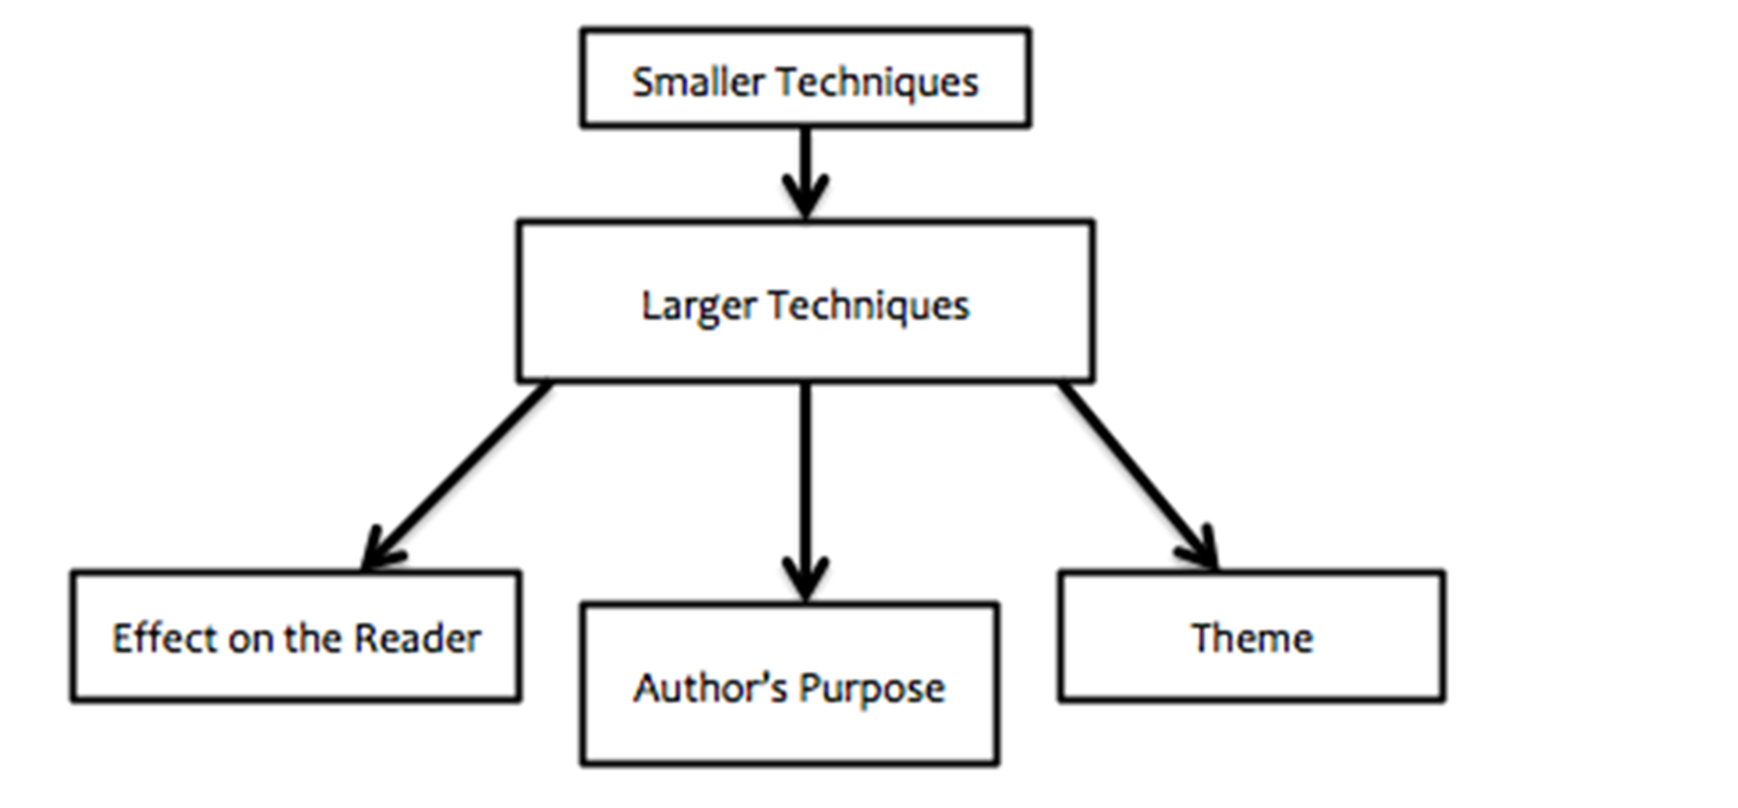 Smaller Techniques
Larger Techniques
Effect on the Reader
Author's Purpose
Theme